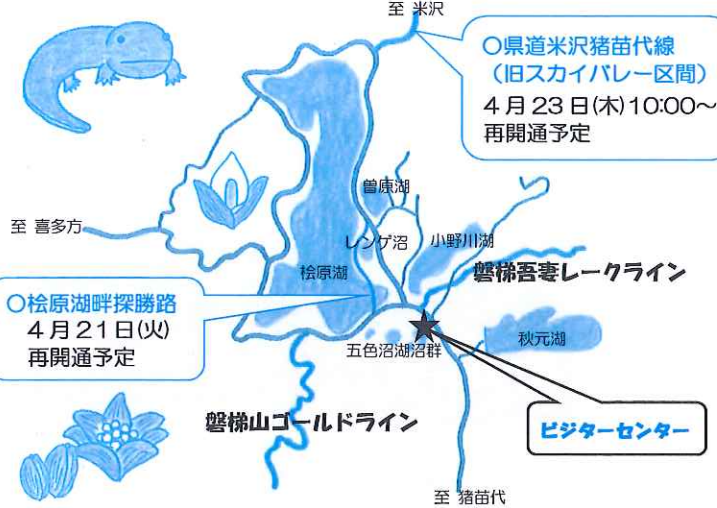 至 米沢
○県道米沢猪苗代線
(旧スカイバレー区間)
4月23日(木)10:00～
再開通予定
曽原湖
至 喜多方
レンゲ沼
小野川湖
桧原湖
磐梯吾妻レークライン
○桧原湖畔探勝路
4月21日(火)
再開通予定
五色沼湖沼群
秋元湖
磐梯山ゴールドライン
ビジターセンター
至 猪苗代